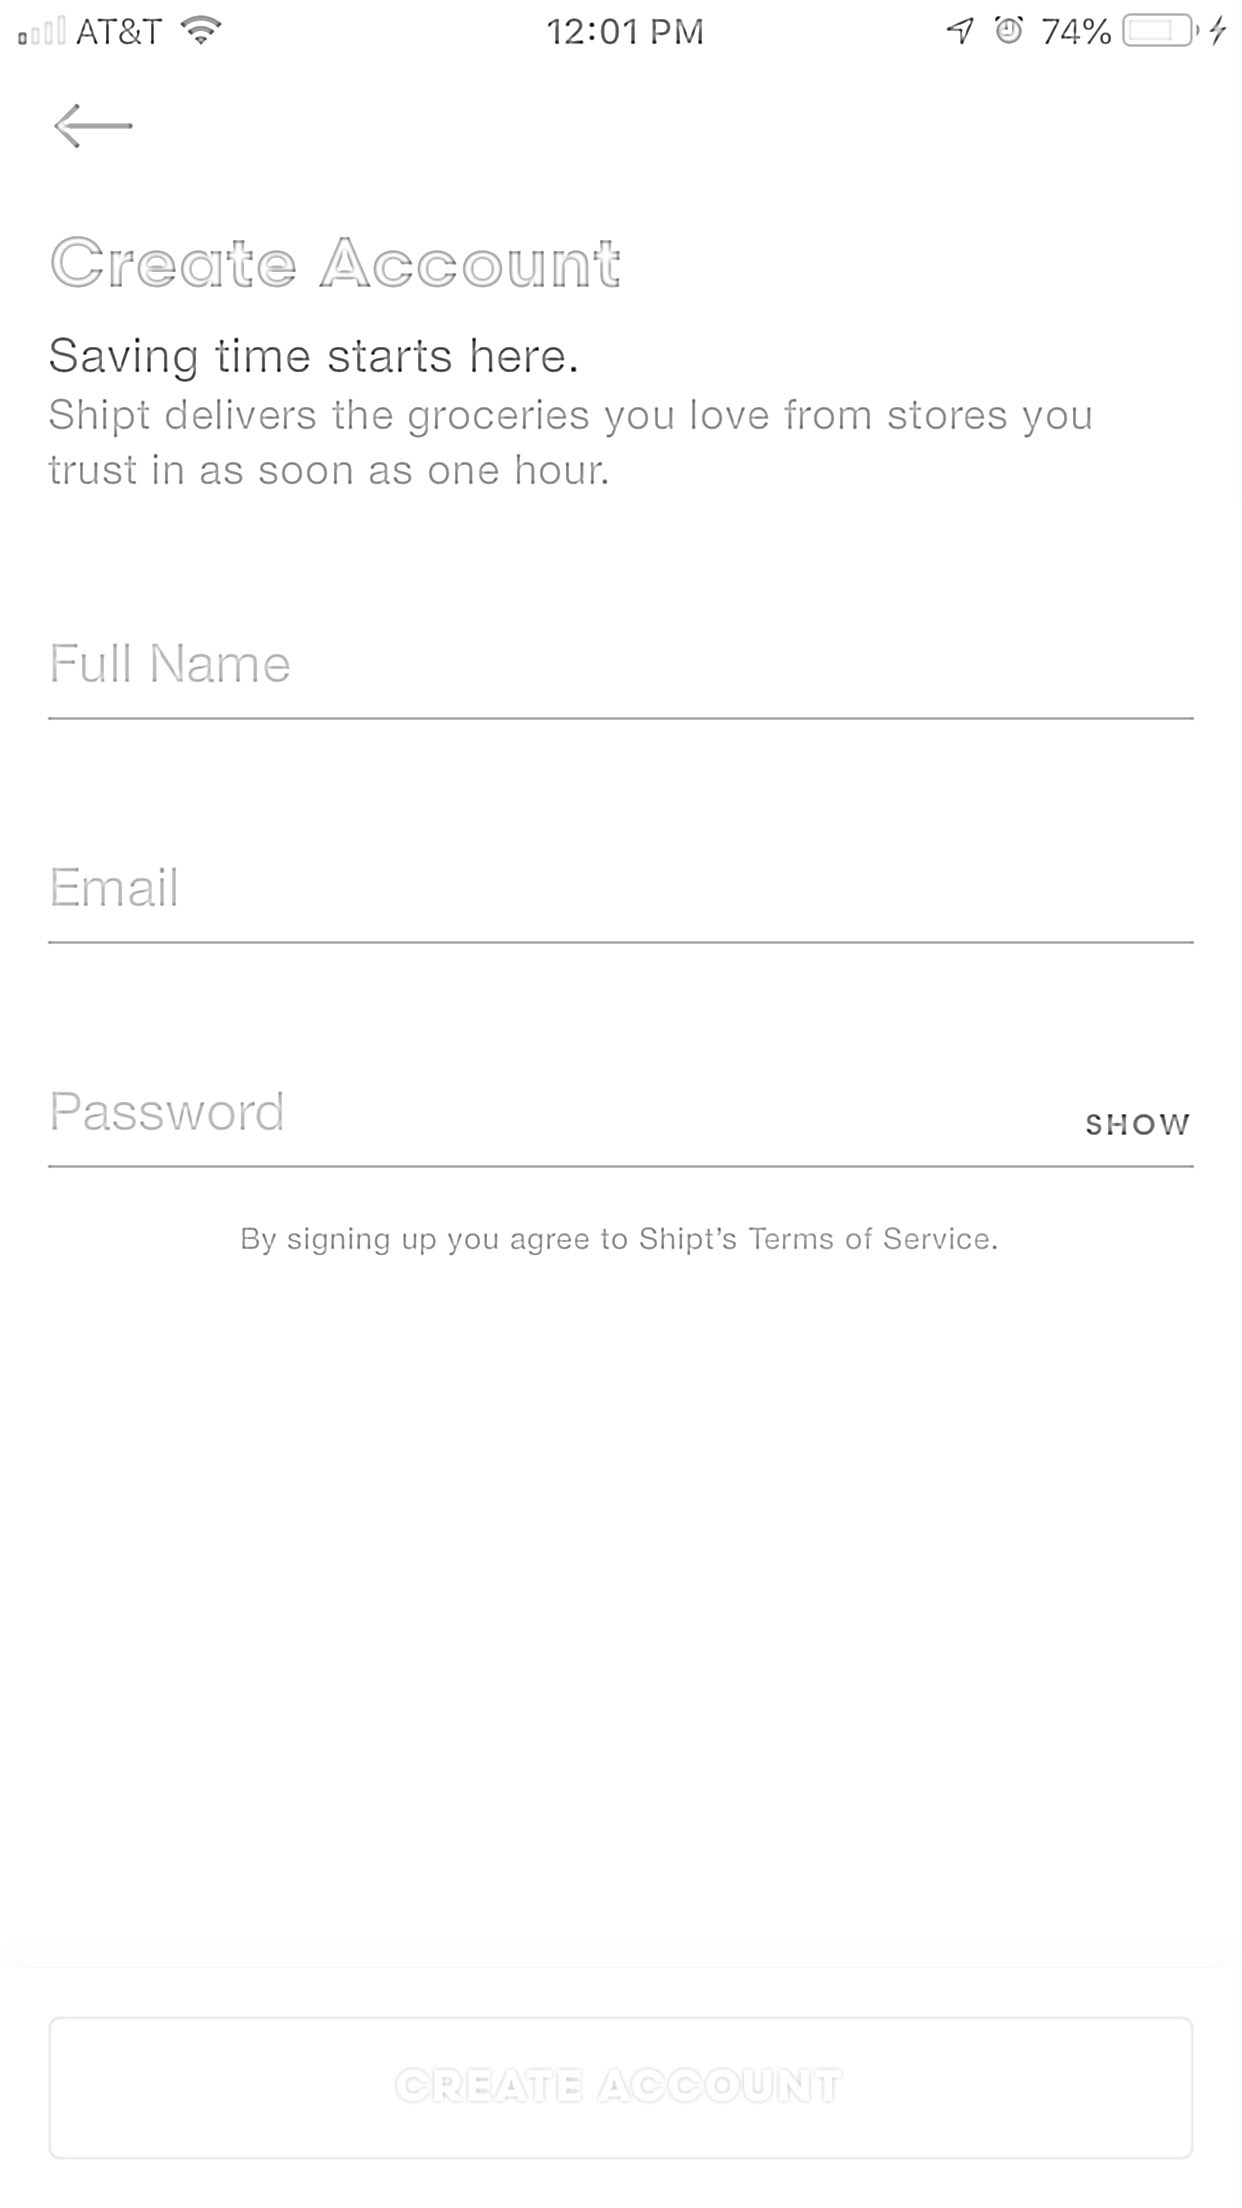 AT&T 12:01 PM 74%
Create Account
Saving time starts here.
Shipt delivers the groceries you love from stores you
trust in as soon as one hour.
Full Name
Email
Password SHOW
By signing up you agree to Shipt’s Terms of Service.
CREATE ACCOUNT